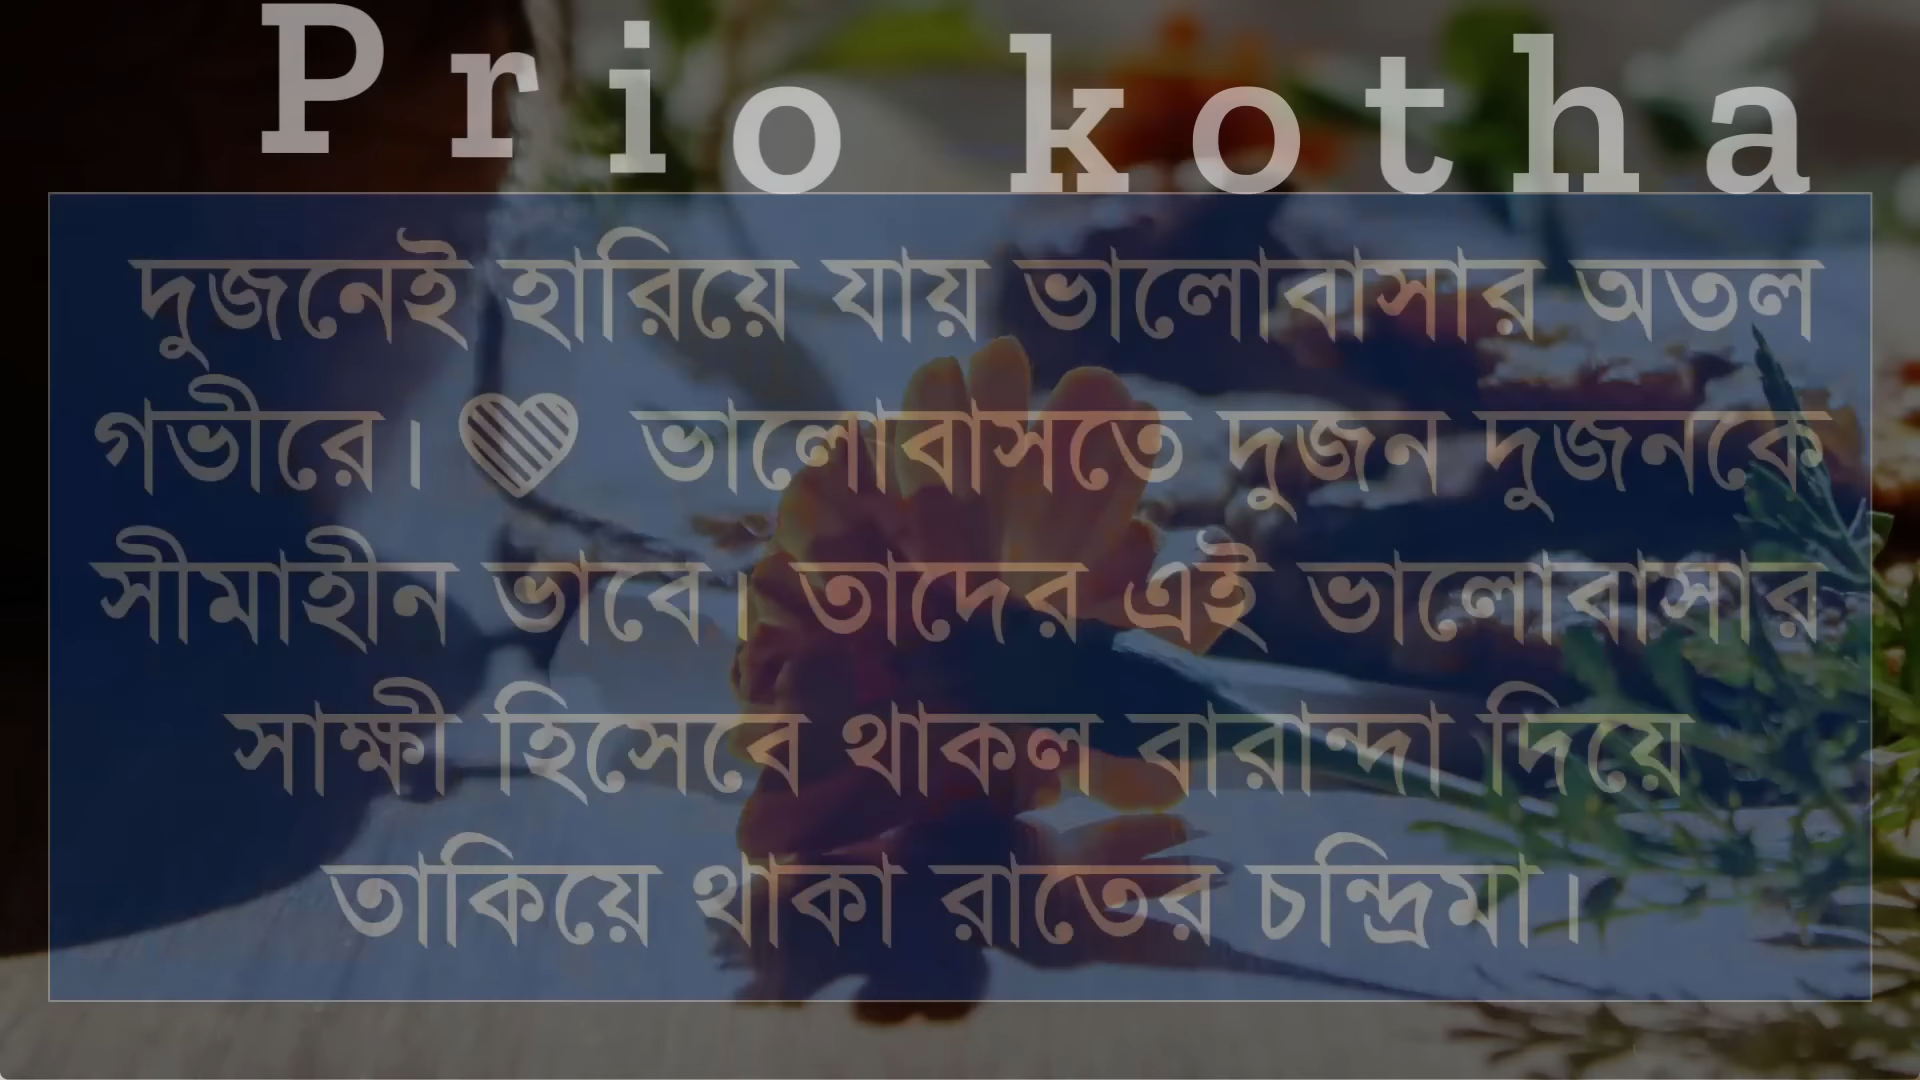 Prio kotha
দুজনেই হারিয়ে যায় ভালোবাসার অতল
গভীরে। ভালোবাসতে দুজন দুজনকে
সীমাহীন ভাবে। তাদের এই ভালোবাসার
সাক্ষী হিসেবে থাকল বারান্দা দিয়ে
তাকিয়ে থাকা রাতের চন্দ্রিমা।